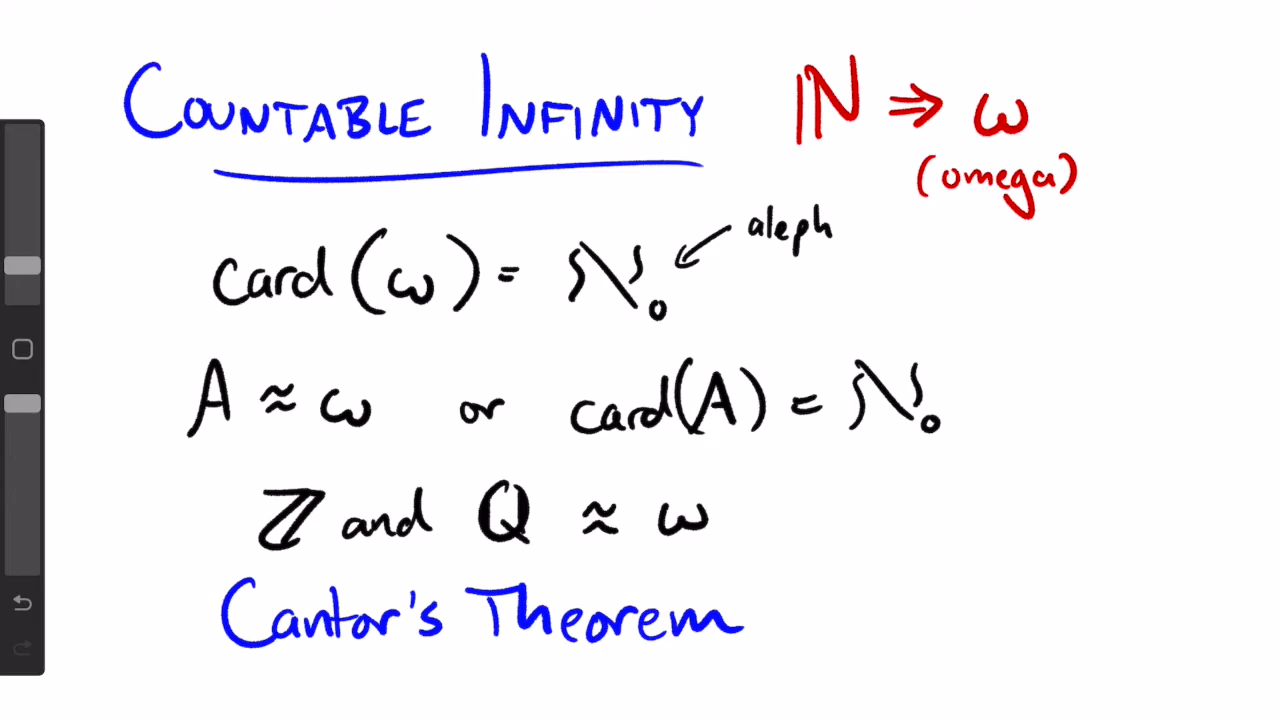 COUNTABLE INFINITY ℕ ⇒ ω
(omega)
aleph
card(ω) = ℵ₀
A ≈ ω or card(A) = ℵ₀
ℤ and ℚ ≈ ω
Cantor's Theorem